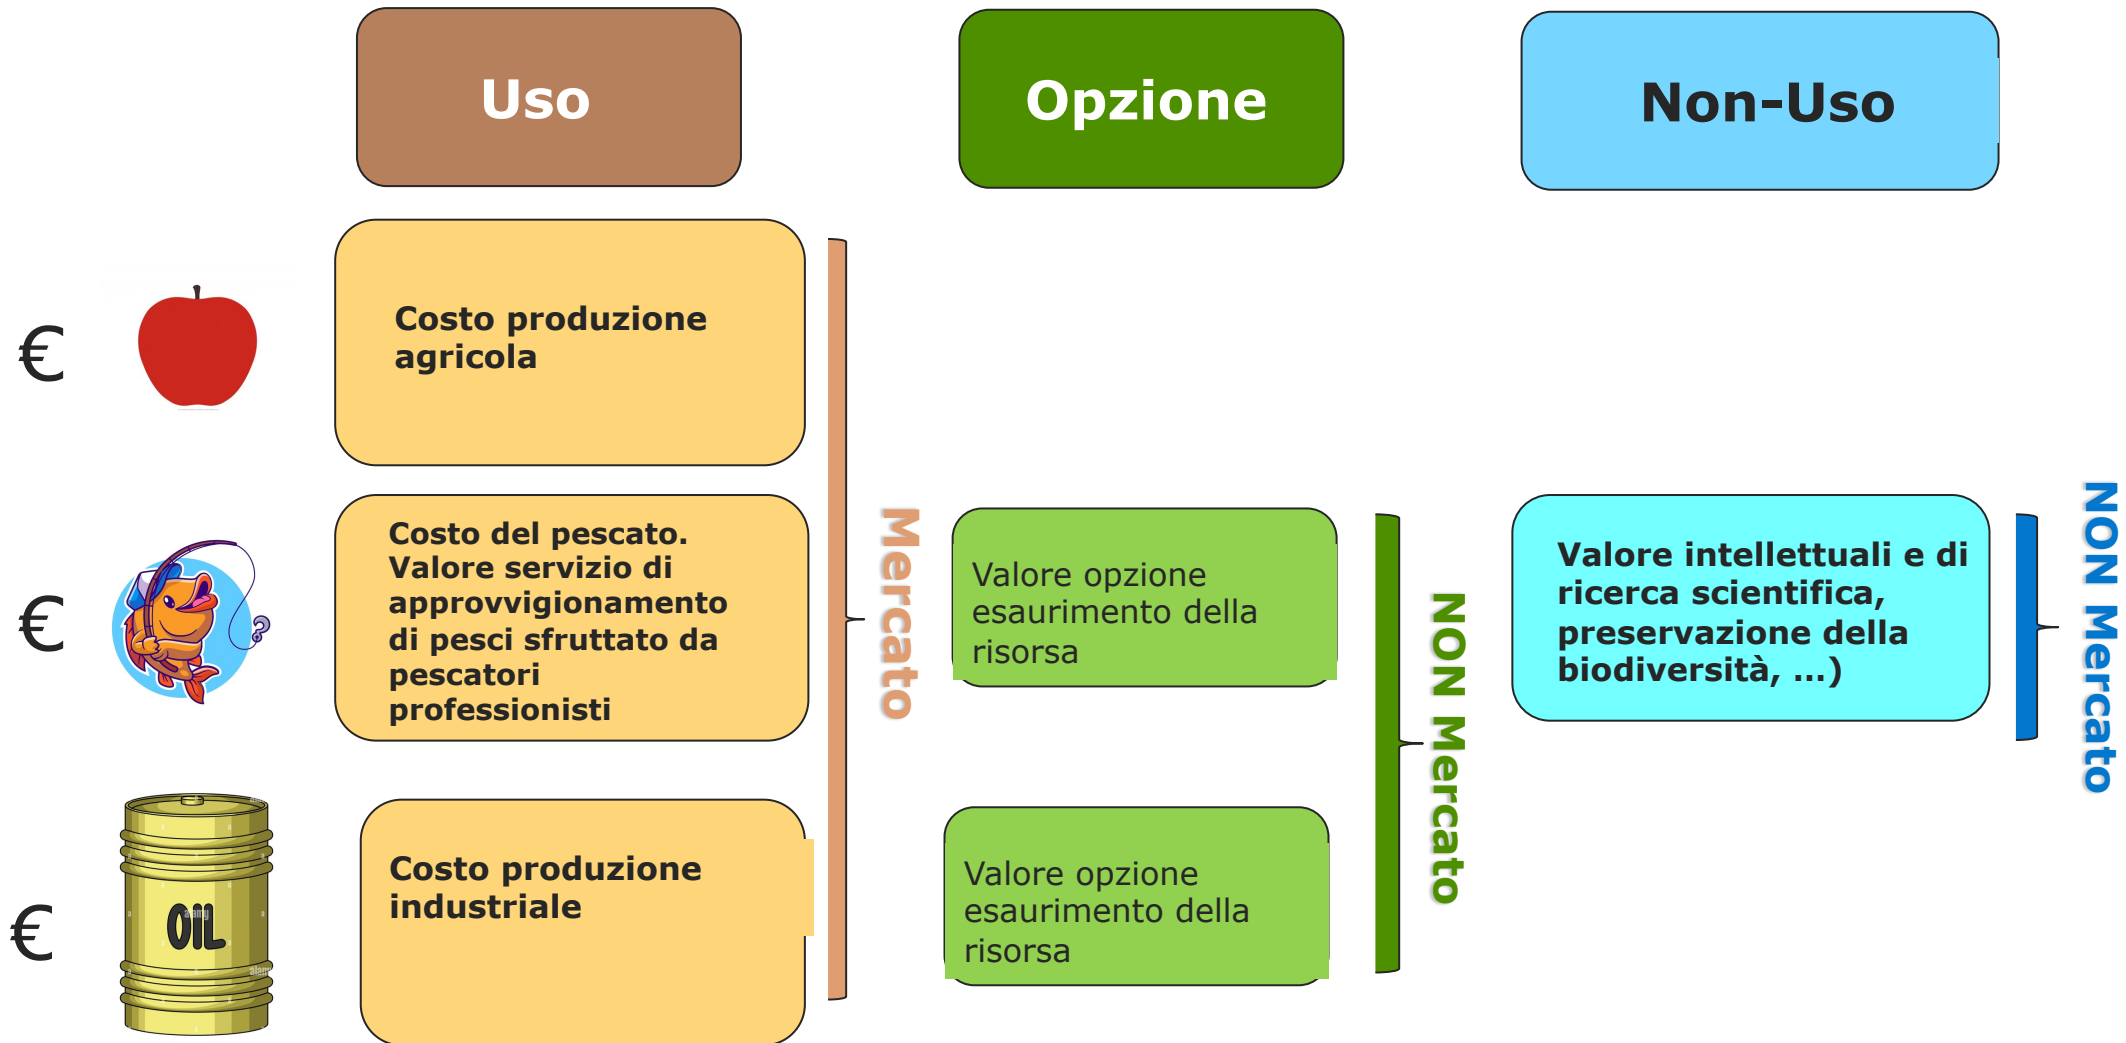 Uso
Opzione
Non-Uso
€
Costo produzione
agricola
€
Costo del pescato.
Valore servizio di
approvvigionamento
di pesci sfruttato da
pescatori
professionisti
Mercato
Valore opzione
esaurimento della
risorsa
NON Mercato
Valore intellettuali e di
ricerca scientifica,
preservazione della
biodiversità, ...)
NON Mercato
€
OIL
alamy
Costo produzione
industriale
Valore opzione
esaurimento della
risorsa